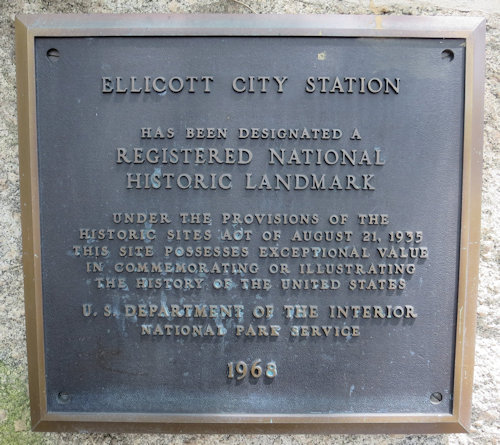 ELLICOTT CITY STATION
HAS BEEN DESIGNATED A
REGISTERED NATIONAL
HISTORIC LANDMARK
UNDER THE PROVISIONS OF THE
HISTORIC SITES ACT OF AUGUST 21, 1935
THIS SITE POSSESSES EXCEPTIONAL VALUE
IN COMMEMORATING OR ILLUSTRATING
THE HISTORY OF THE UNITED STATES
U. S. DEPARTMENT OF THE INTERIOR
NATIONAL PARK SERVICE
1968